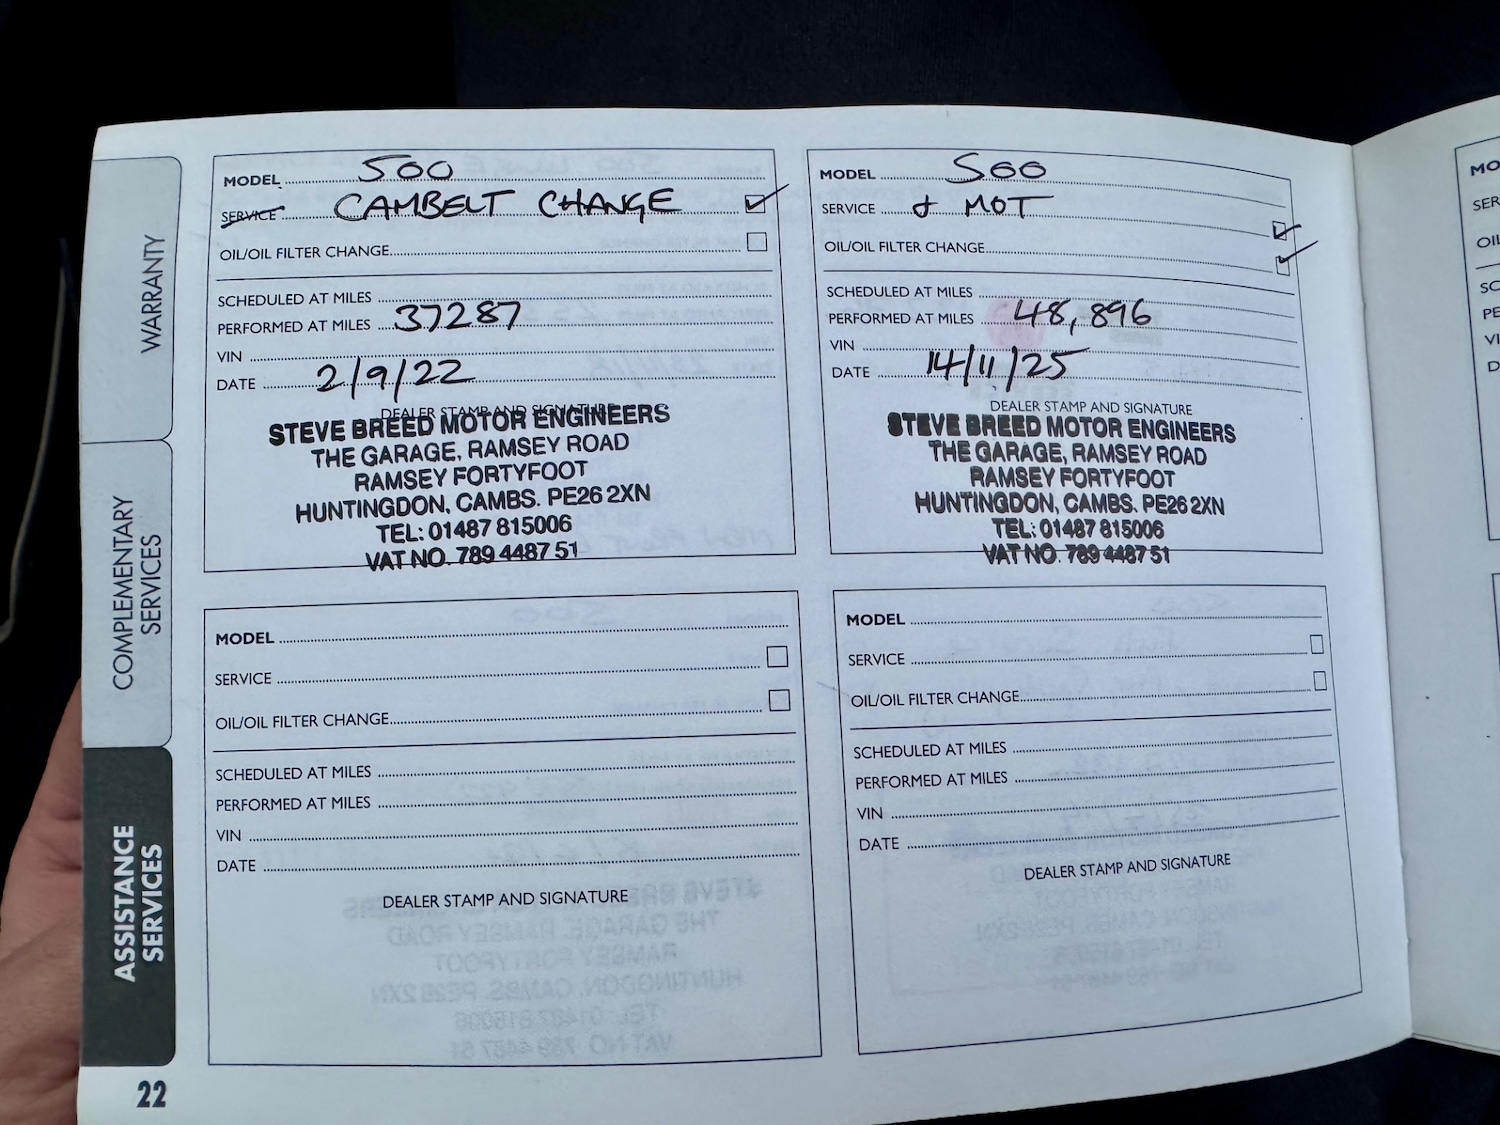 WARRANTY
COMPLEMENTARY
SERVICES
ASSISTANCE
SERVICES
22
MODEL 500
SERVICE CAMBELT CHANGE
OIL/OIL FILTER CHANGE
SCHEDULED AT MILES
PERFORMED AT MILES 37287
VIN
DATE 2/9/22
DEALER STAMP AND SIGNATURE
STEVE BREED MOTOR ENGINEERS
THE GARAGE, RAMSEY ROAD
RAMSEY FORTYFOOT
HUNTINGDON, CAMBS. PE26 2XN
TEL: 01487 815006
VAT NO. 789 4487 51
MODEL 500
SERVICE & MOT
OIL/OIL FILTER CHANGE
SCHEDULED AT MILES
PERFORMED AT MILES 48,896
VIN
DATE 14/11/25
DEALER STAMP AND SIGNATURE
STEVE BREED MOTOR ENGINEERS
THE GARAGE, RAMSEY ROAD
RAMSEY FORTYFOOT
HUNTINGDON, CAMBS. PE26 2XN
TEL: 01487 815006
VAT NO. 789 4487 51
MODEL
SERVICE
OIL/OIL FILTER CHANGE
SCHEDULED AT MILES
PERFORMED AT MILES
VIN
DATE
DEALER STAMP AND SIGNATURE
MODEL
SERVICE
OIL/OIL FILTER CHANGE
SCHEDULED AT MILES
PERFORMED AT MILES
VIN
DATE
DEALER STAMP AND SIGNATURE